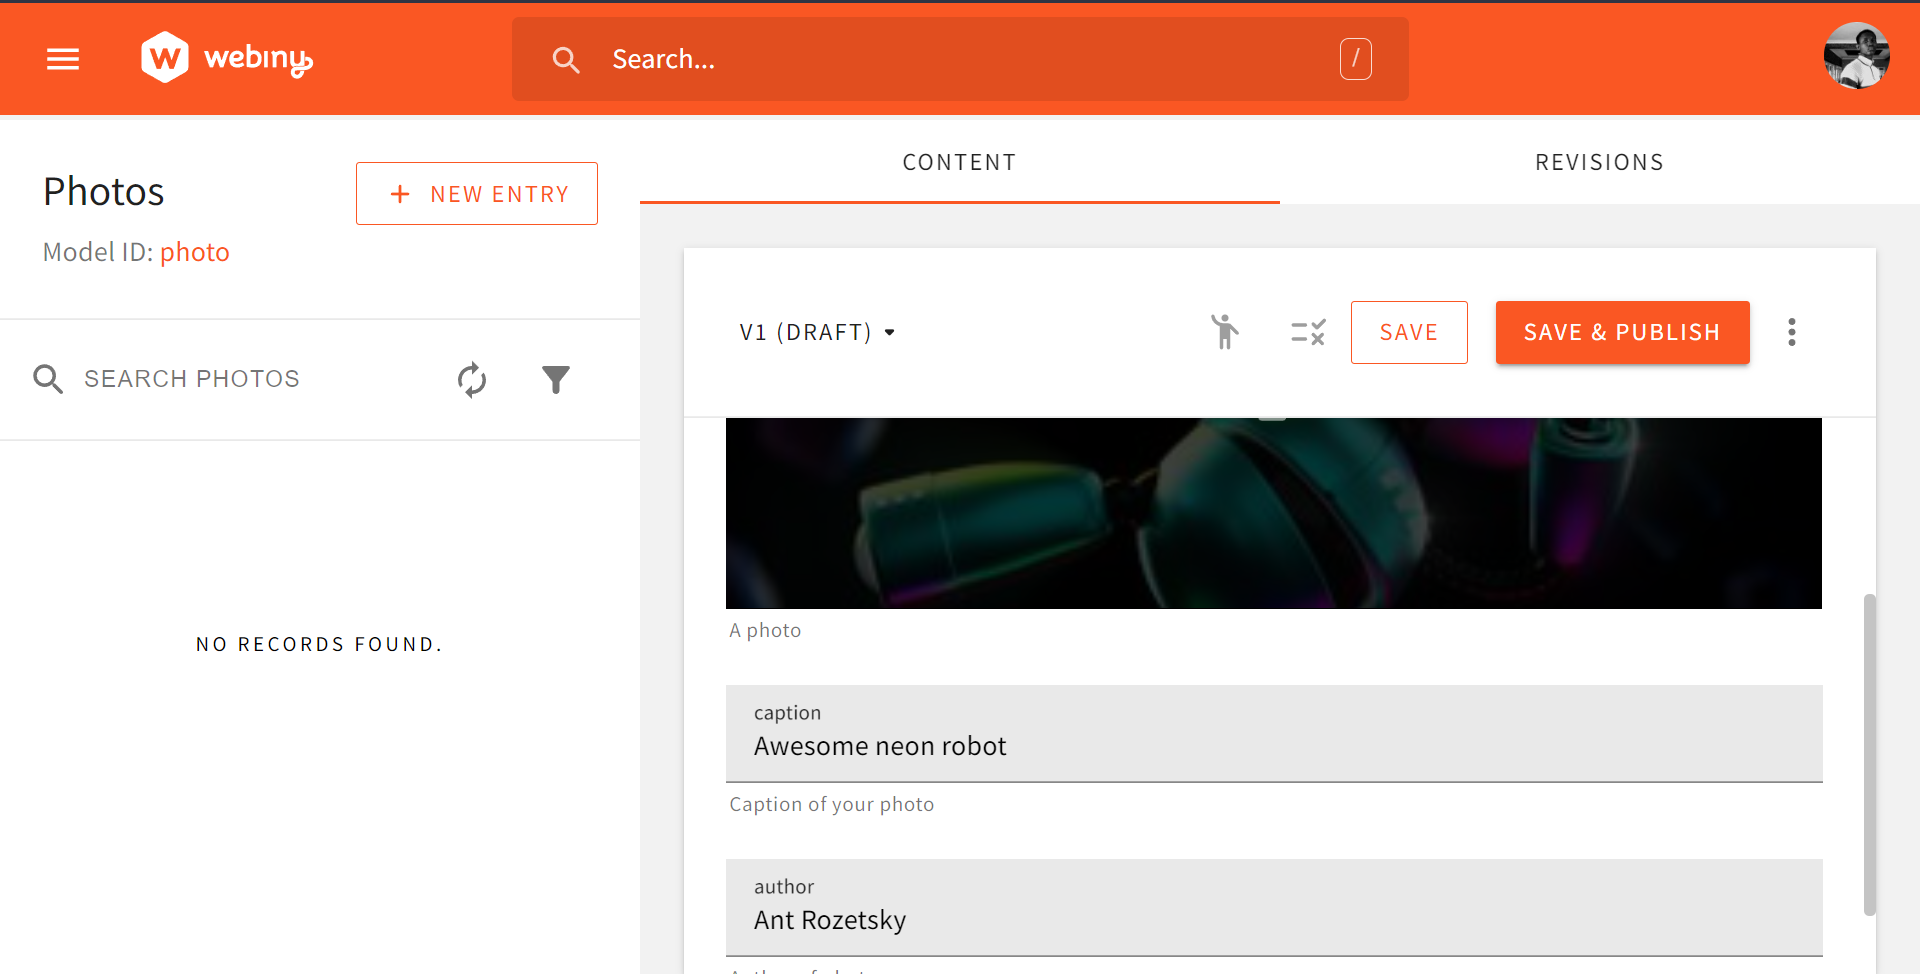 webiny
Search...
/
Photos
+ NEW ENTRY
Model ID: photo
SEARCH PHOTOS
NO RECORDS FOUND.
CONTENT
REVISIONS
V1 (DRAFT)
SAVE
SAVE & PUBLISH
A photo
caption
Awesome neon robot
Caption of your photo
author
Ant Rozetsky